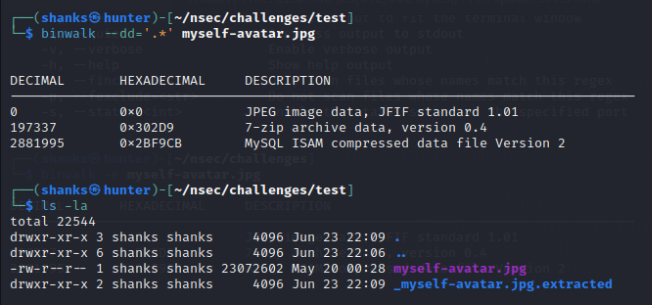 ┌──(shanks㉿hunter)-[~/nsec/challenges/test]
└─$ binwalk --dd='.*' myself-avatar.jpg
DECIMAL       HEXADECIMAL     DESCRIPTION
0             0×0             JPEG image data, JFIF standard 1.01
197337        0×302D9         7-zip archive data, version 0.4
2881995       0×2BF9CB        MySQL ISAM compressed data file Version 2
┌──(shanks㉿hunter)-[~/nsec/challenges/test]
└─$ ls -la
total 22544
drwxr-xr-x 3 shanks shanks     4096 Jun 23 22:09 .
drwxr-xr-x 6 shanks shanks     4096 Jun 23 22:06 ..
-rw-r--r-- 1 shanks shanks 23072602 May 20 00:28 myself-avatar.jpg
drwxr-xr-x 2 shanks shanks     4096 Jun 23 22:09 _myself-avatar.jpg.extracted